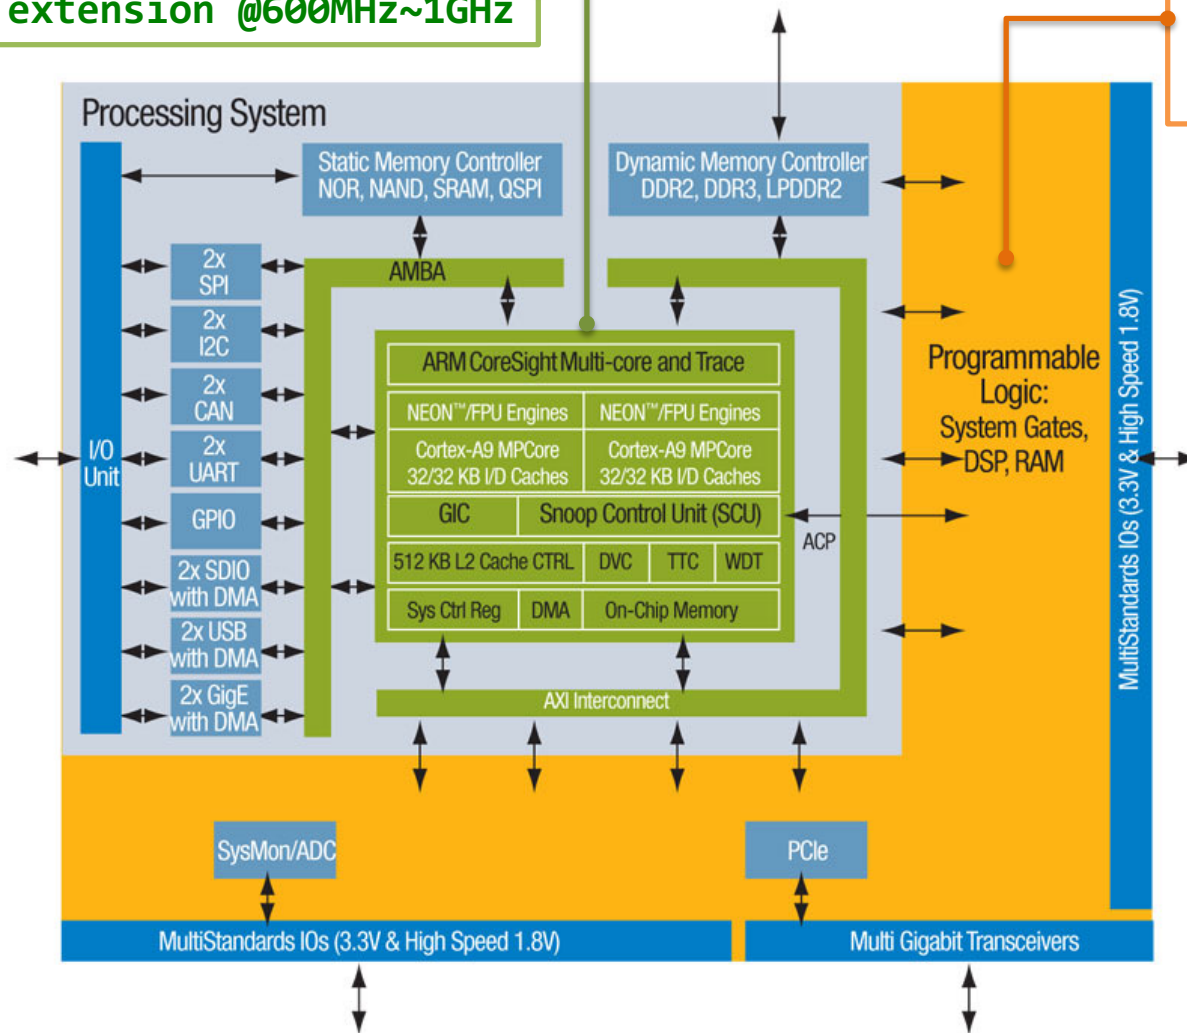 extension @600MHz~1GHz
Processing System
Static Memory Controller
NOR, NAND, SRAM, QSPI
Dynamic Memory Controller
DDR2, DDR3, LPDDR2
I/O
Unit
2x
SPI
2x
I2C
2x
CAN
2x
UART
GPIO
2x SDIO
with DMA
2x USB
with DMA
2x GigE
with DMA
AMBA
ARM CoreSight Multi-core and Trace
NEON™/FPU Engines
NEON™/FPU Engines
Cortex-A9 MPCore
32/32 KB I/D Caches
Cortex-A9 MPCore
32/32 KB I/D Caches
GIC
Snoop Control Unit (SCU)
ACP
512 KB L2 Cache CTRL
DVC
TTC
WDT
Sys Ctrl Reg
DMA
On-Chip Memory
AXI Interconnect
Programmable
Logic:
System Gates,
DSP, RAM
MultiStandards IOs (3.3V & High Speed 1.8V)
SysMon/ADC
PCIe
MultiStandards IOs (3.3V & High Speed 1.8V)
Multi Gigabit Transceivers